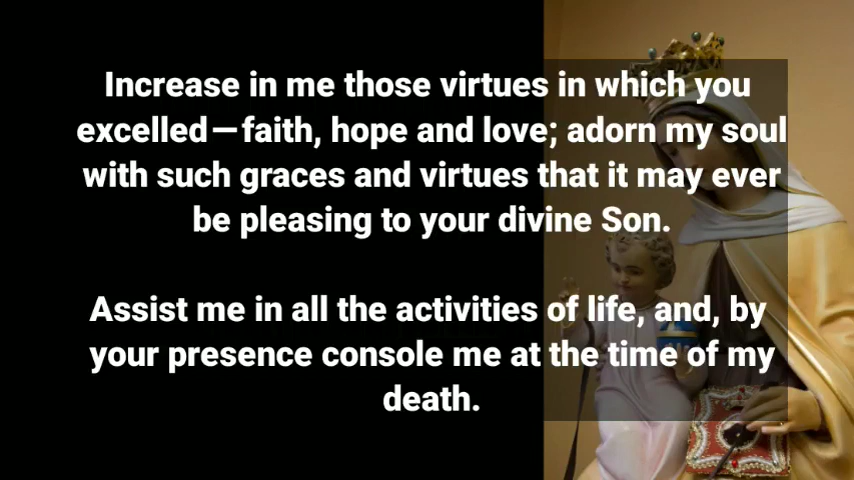 Increase in me those virtues in which you
excelled—faith, hope and love; adorn my soul
with such graces and virtues that it may ever
be pleasing to your divine Son.
Assist me in all the activities of life, and, by
your presence console me at the time of my
death.